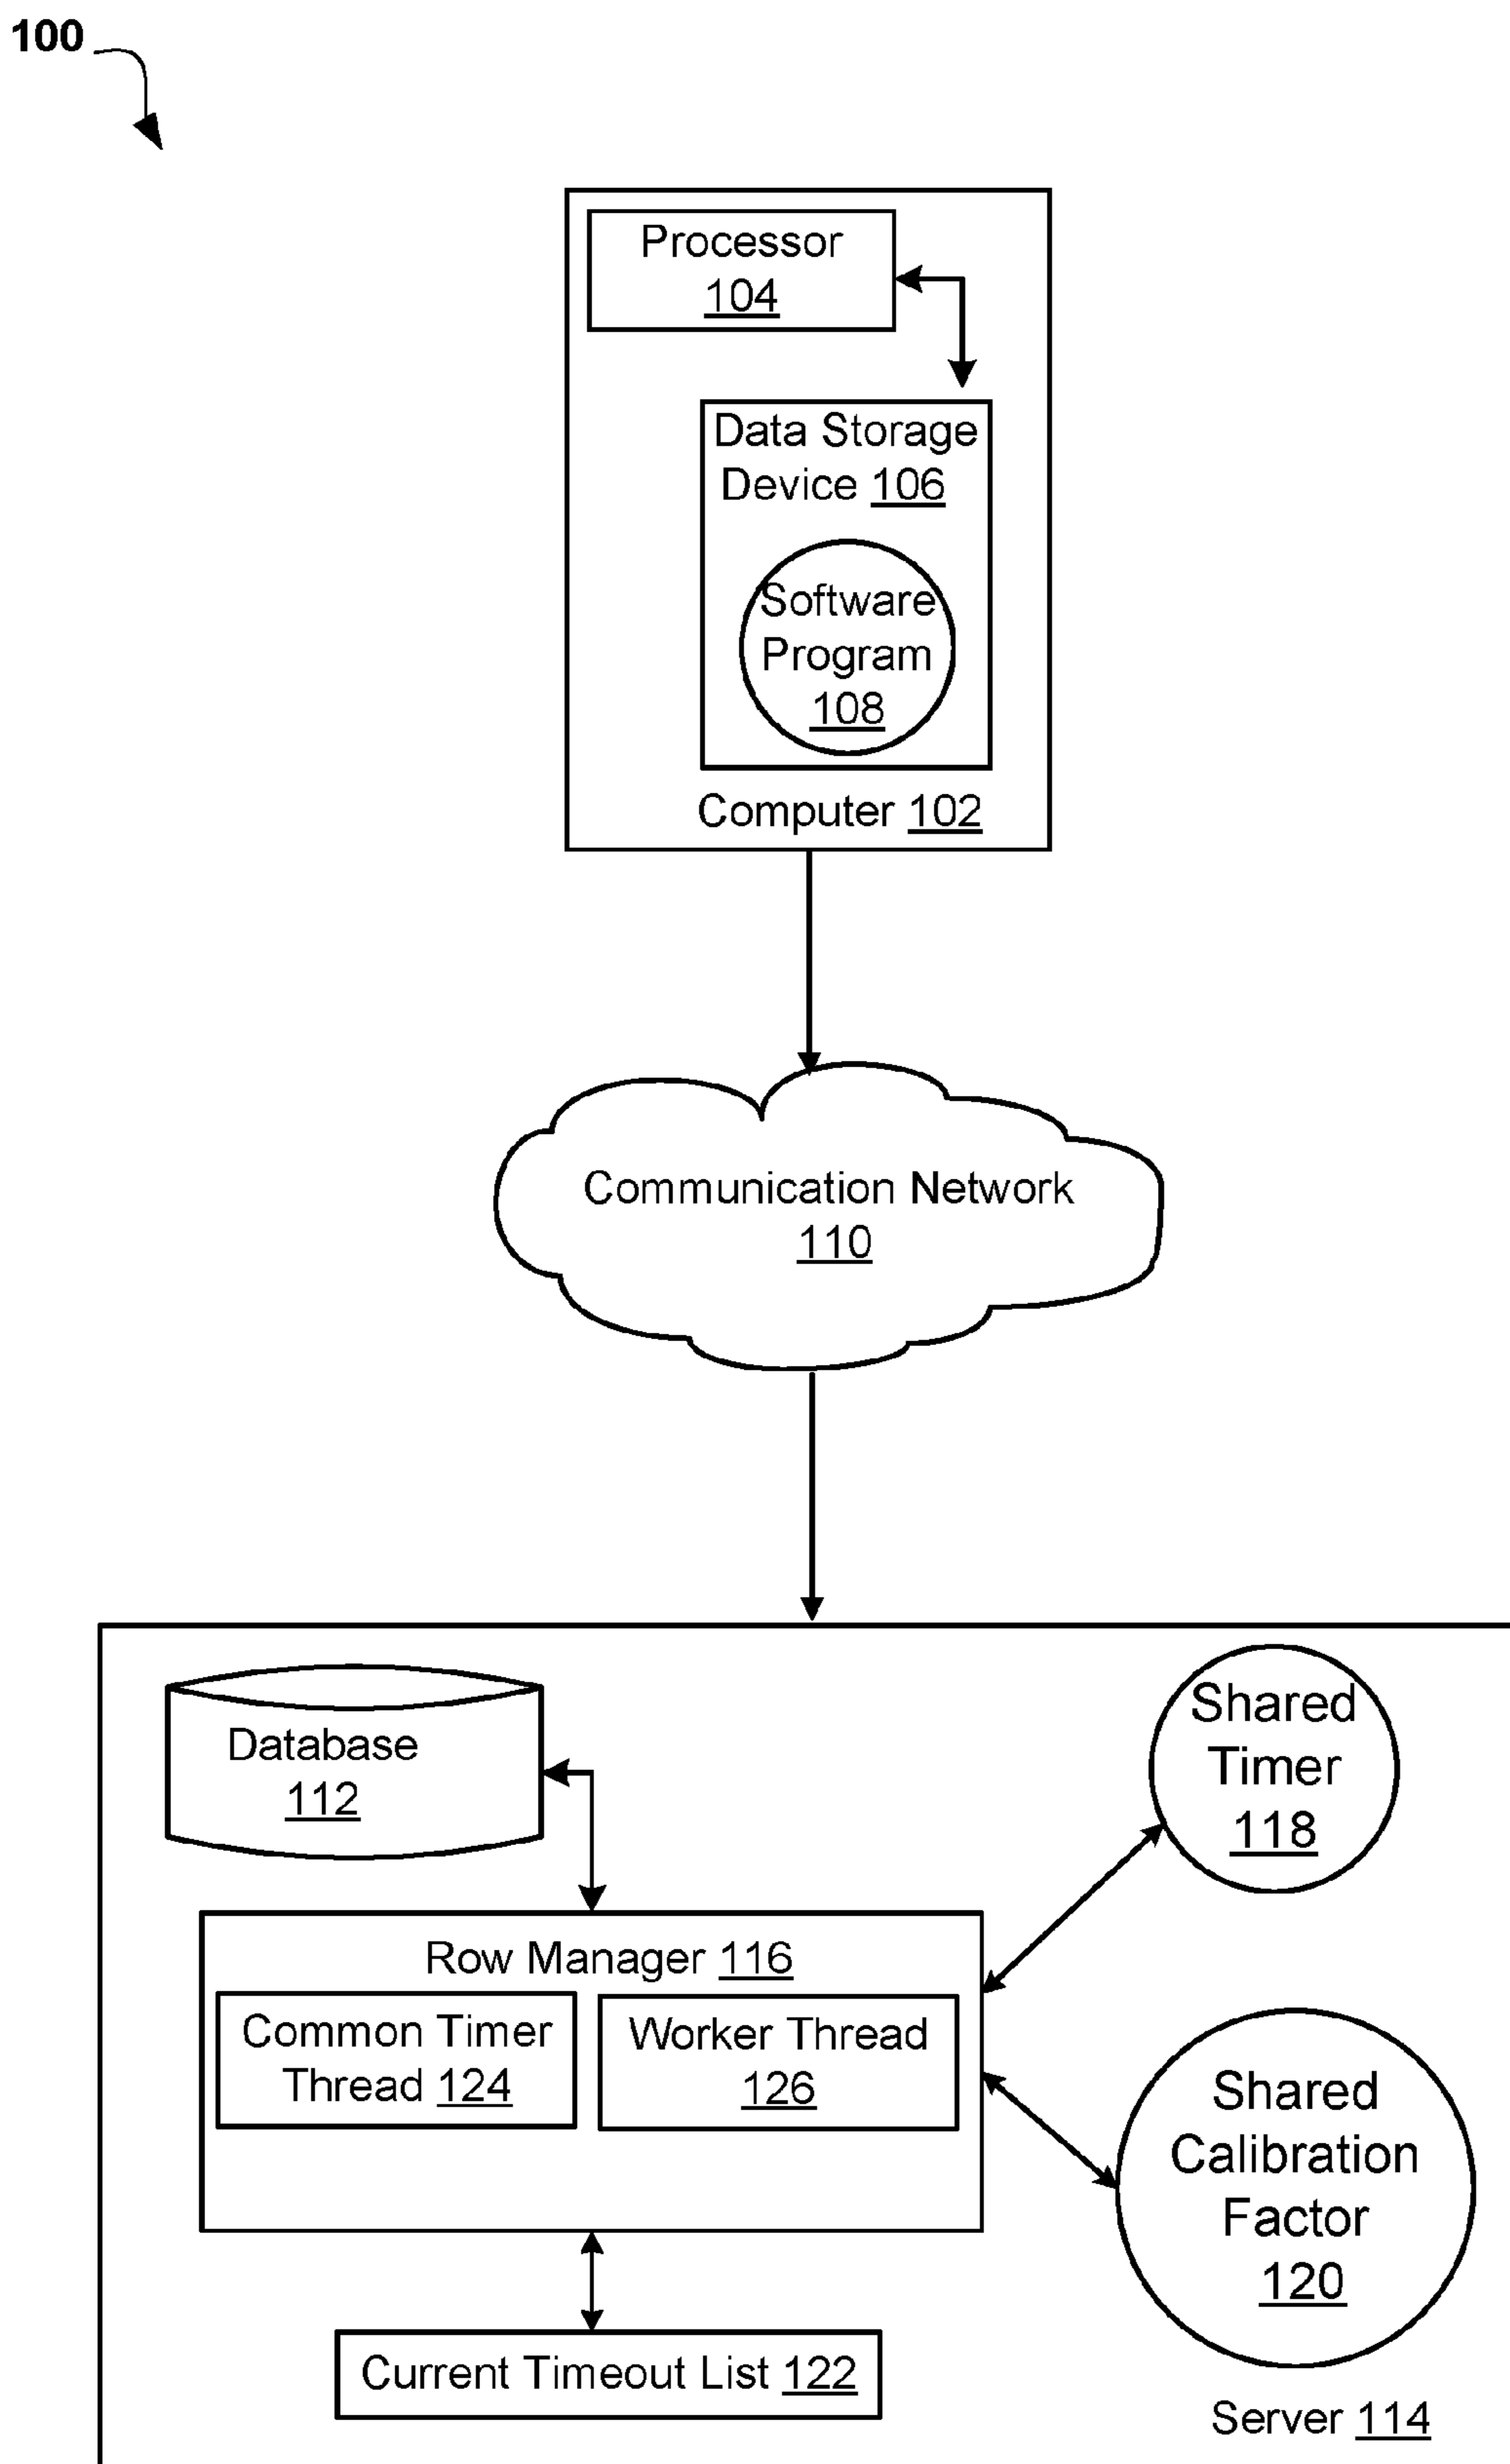 100
Processor
104
Data Storage
Device 106
Software
Program
108
Computer 102
Communication Network
110
Database
112
Shared
Timer
118
Row Manager 116
Common Timer
Thread 124
Worker Thread
126
Shared
Calibration
Factor
120
Current Timeout List 122
Server 114